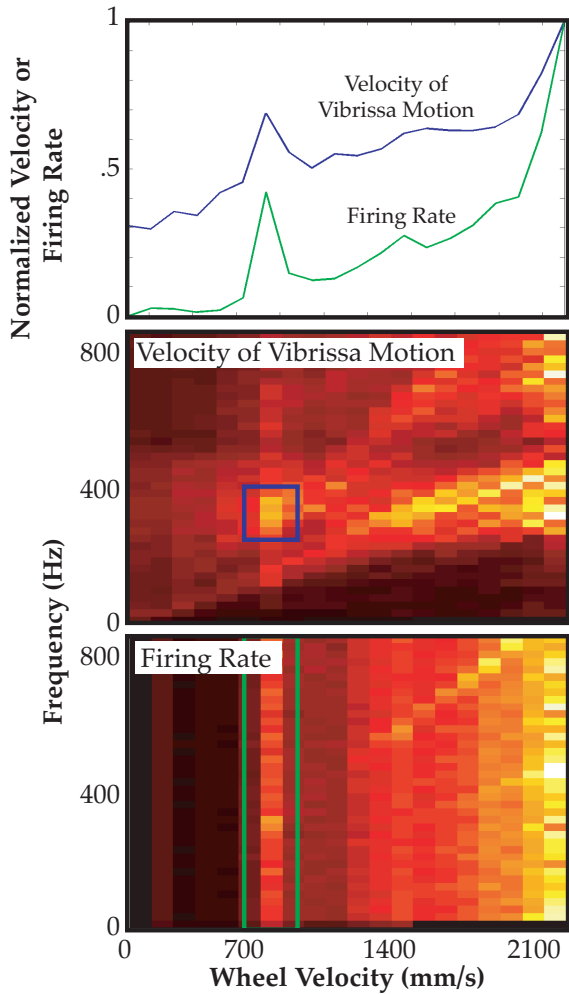 Normalized Velocity or
Firing Rate
1
.5
0
Velocity of
Vibrissa Motion
Firing Rate
Frequency (Hz)
800
400
0
Velocity of Vibrissa Motion
800
400
0
Firing Rate
0 700 1400 2100
Wheel Velocity (mm/s)